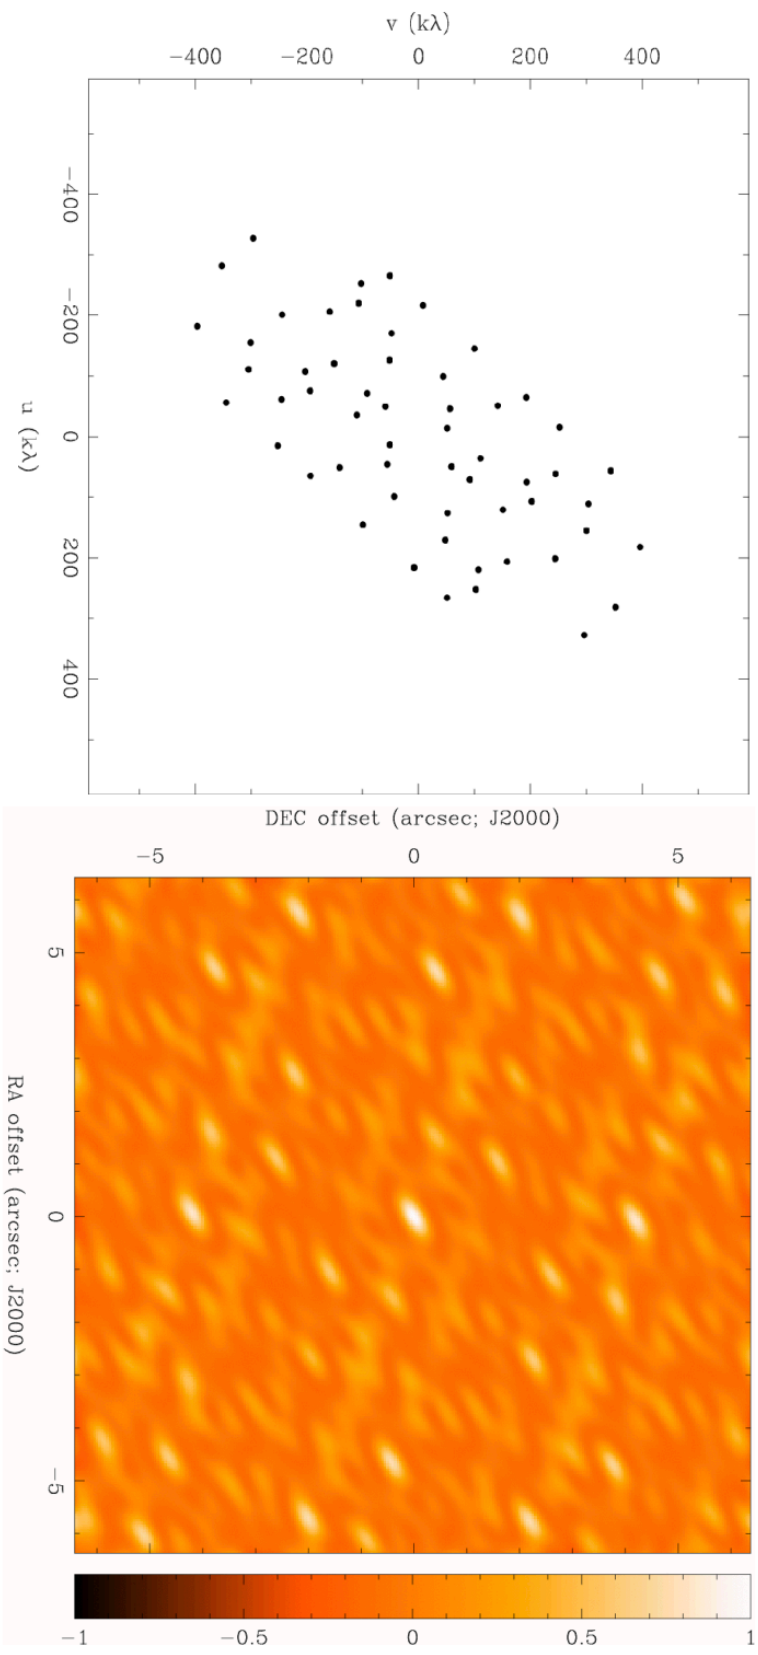 v (kλ)
−400 −200 0 200 400
−400
−200
0
200
400
u (kλ)
DEC offset (arcsec; J2000)
−5 0 5
5
0
−5
RA offset (arcsec; J2000)
−1 −0.5 0 0.5 1